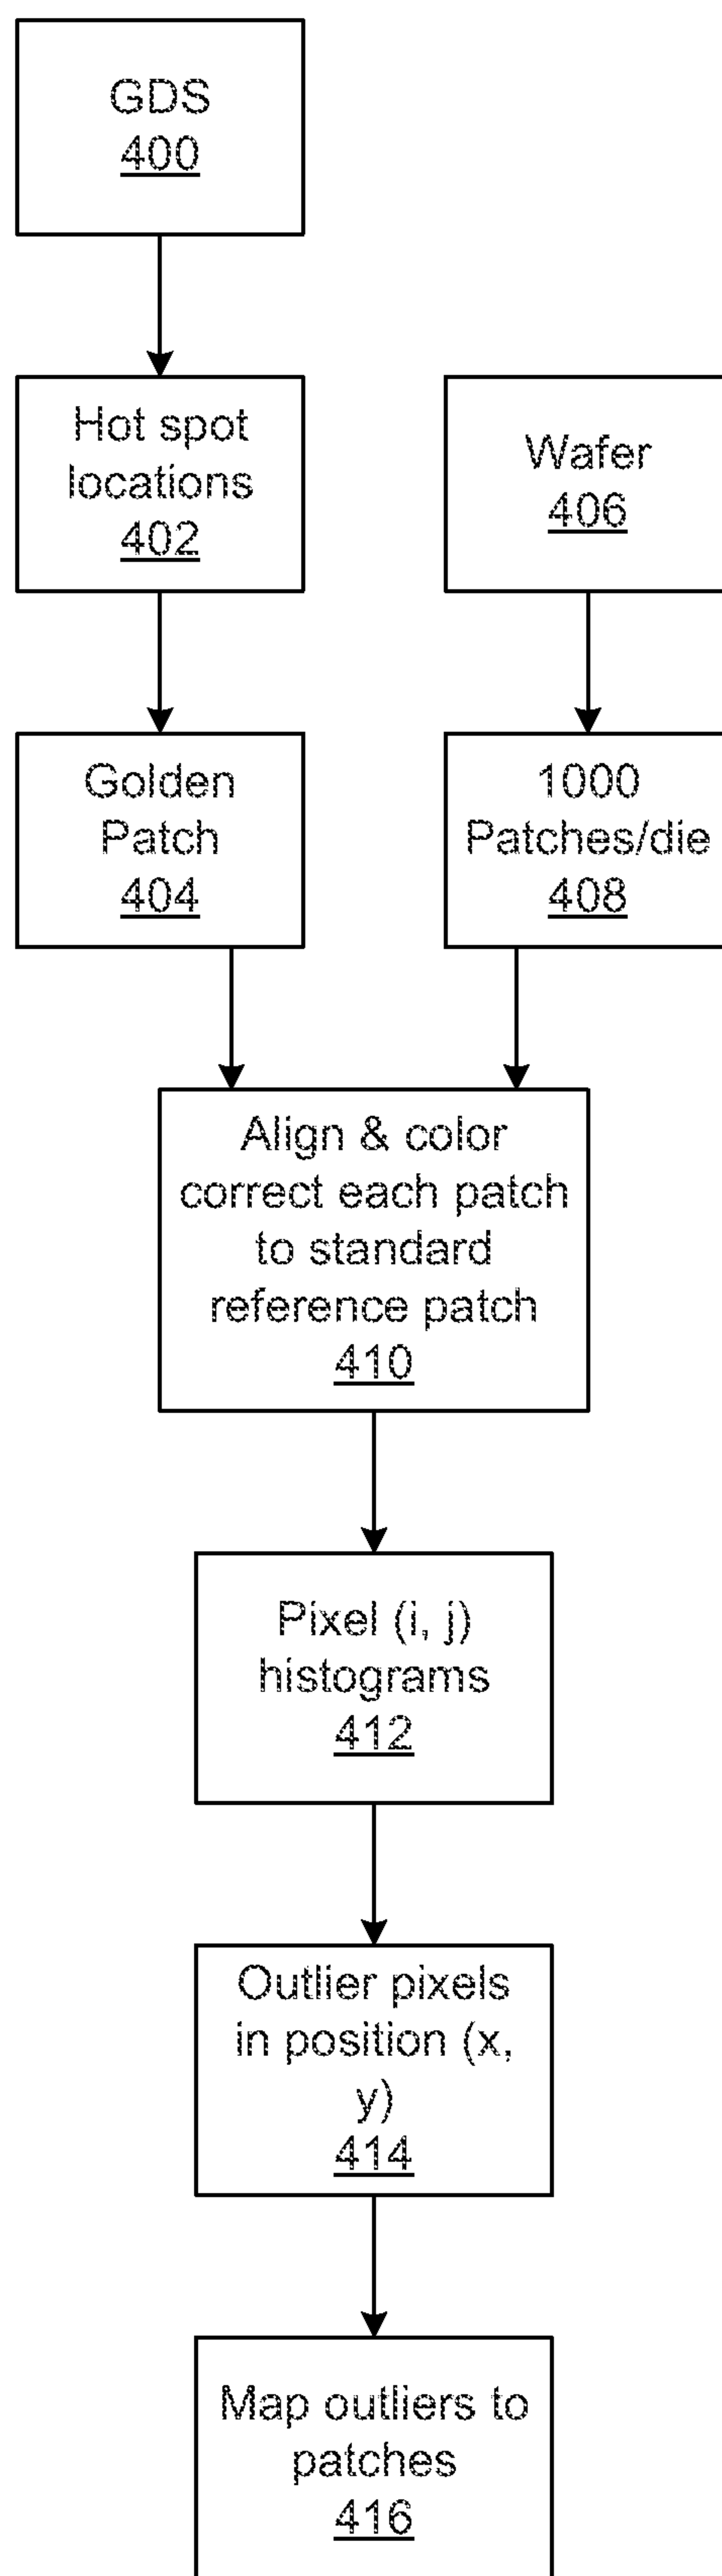 GDS
400
Hot spot
locations
402
Wafer
406
Golden
Patch
404
1000
Patches/die
408
Align & color
correct each patch
to standard
reference patch
410
Pixel (i, j)
histograms
412
Outlier pixels
in position (x,
y)
414
Map outliers to
patches
416